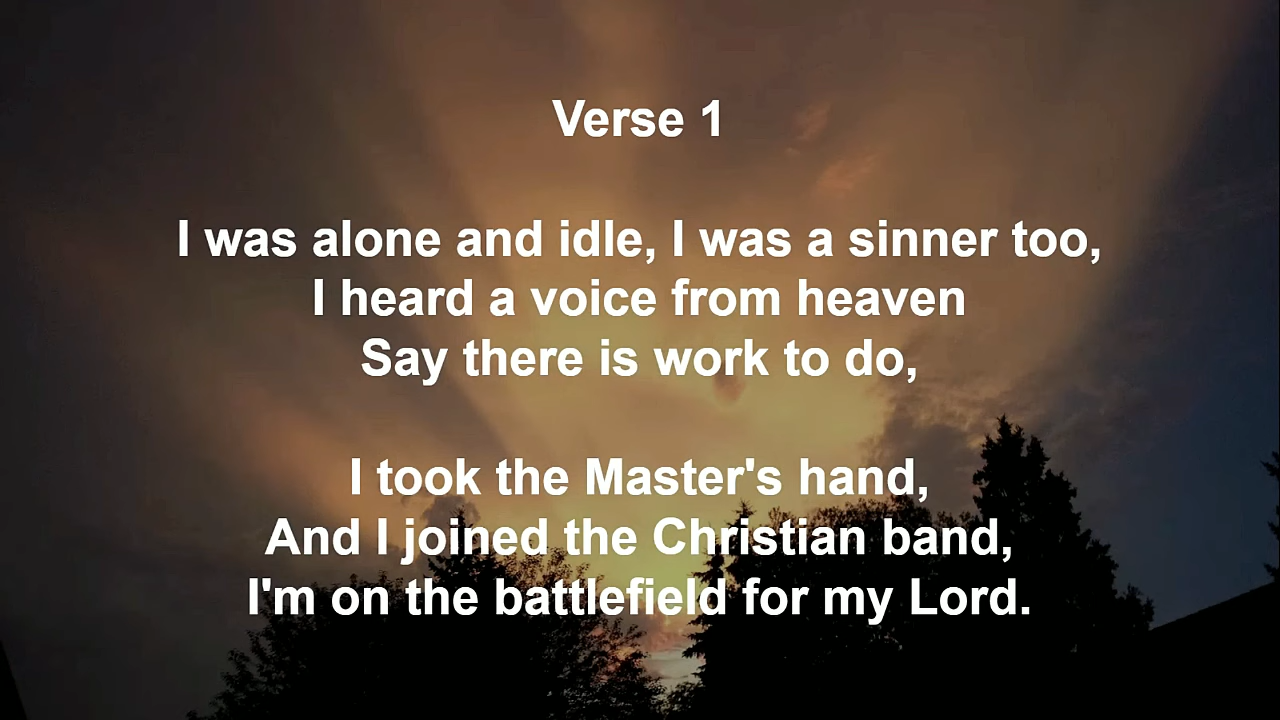 Verse 1
I was alone and idle, I was a sinner too,
I heard a voice from heaven
Say there is work to do,
I took the Master's hand,
And I joined the Christian band,
I'm on the battlefield for my Lord.